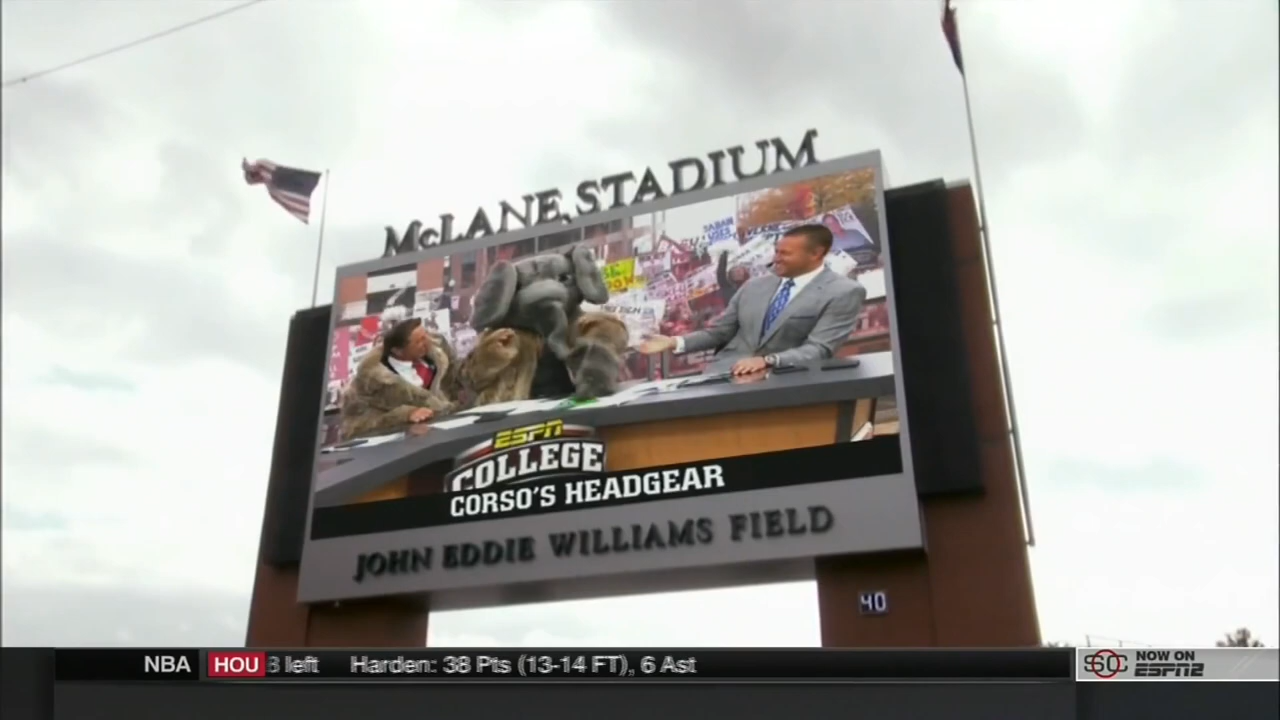 McLANE STADIUM
ESPN
COLLEGE
CORSO'S HEADGEAR
JOHN EDDIE WILLIAMS FIELD
40
NBA HOU 8 left Harden: 38 Pts (13-14 FT), 6 Ast
SC NOW ON
ESPN2